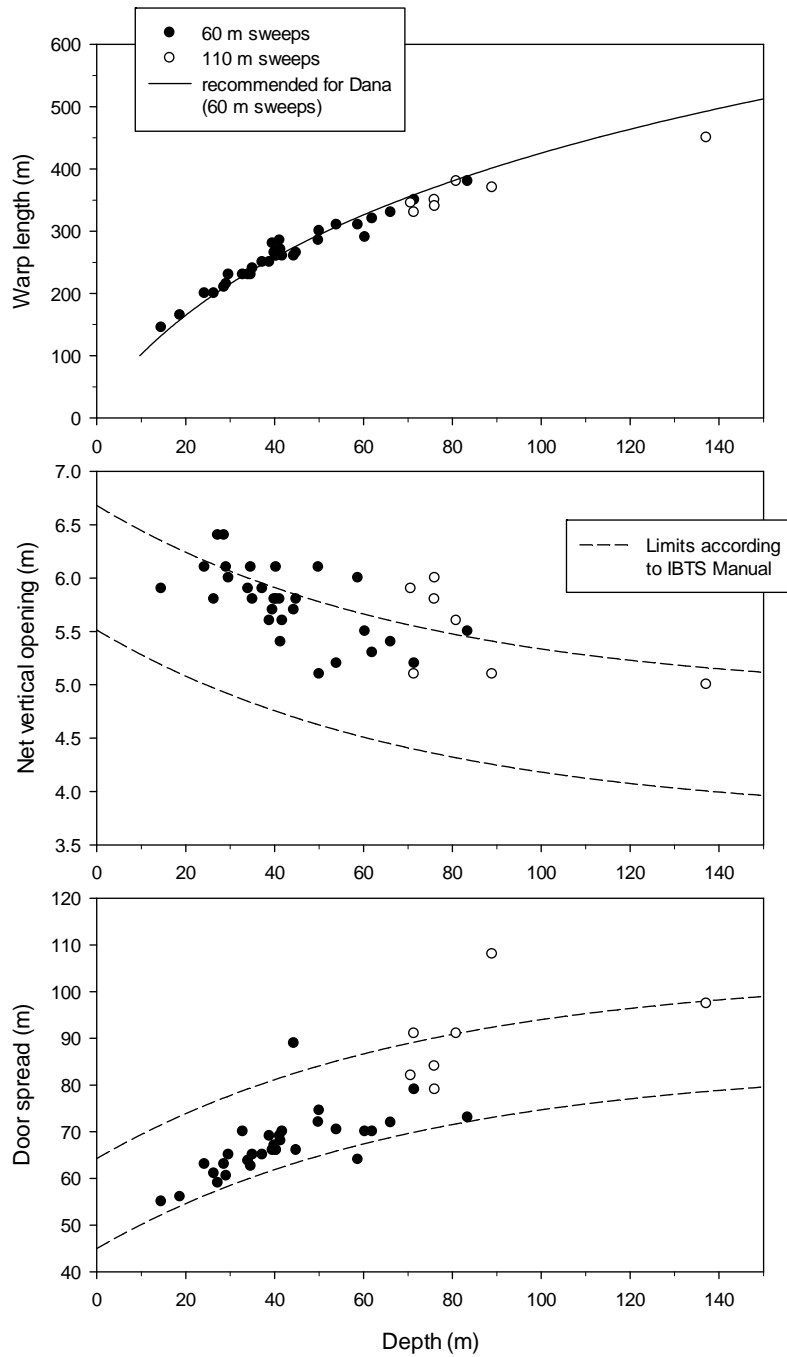 60 m sweeps
110 m sweeps
recommended for Dana
(60 m sweeps)
600
500
400
300
200
100
0
Warp length (m)
0 20 40 60 80 100 120 140
7.0
6.5
6.0
5.5
5.0
4.5
4.0
3.5
Net vertical opening (m)
Limits according
to IBTS Manual
0 20 40 60 80 100 120 140
120
110
100
90
80
70
60
50
40
Door spread (m)
0 20 40 60 80 100 120 140
Depth (m)